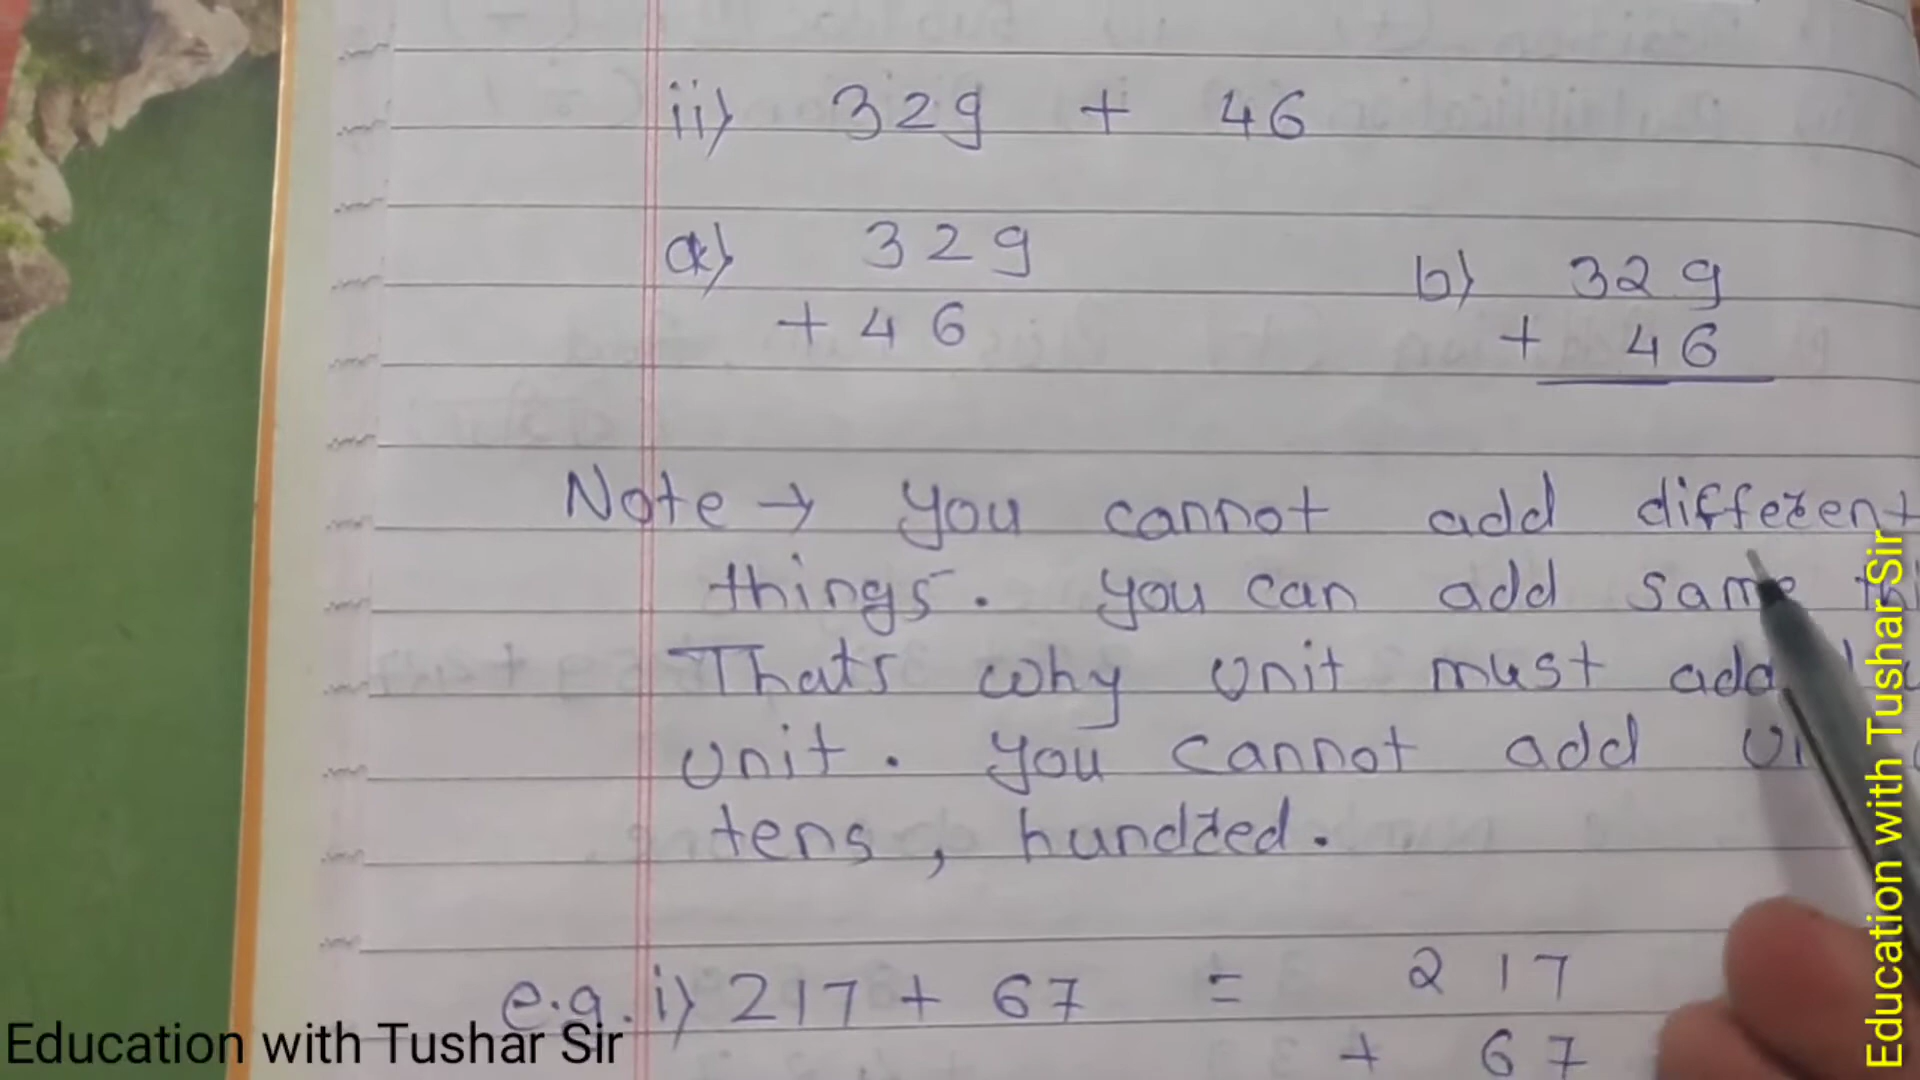 ii) 329 + 46
a) 329
+ 46
b) 329
+ 46
Note → You cannot add different
things. You can add same
Thats why unit must add
unit. You cannot add
tens, hundred.
e.g. i) 217 + 67 = 217
+ 67
Education with Tushar Sir
Education with Tushar Sir